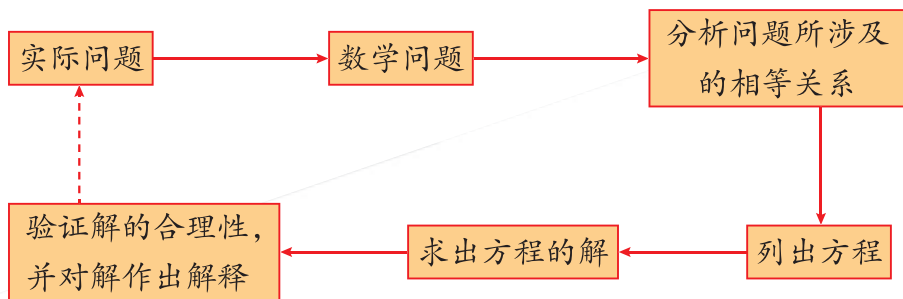 实际问题
数学问题
分析问题所涉及
的相等关系
列出方程
求出方程的解
验证解的合理性，
并对解作出解释